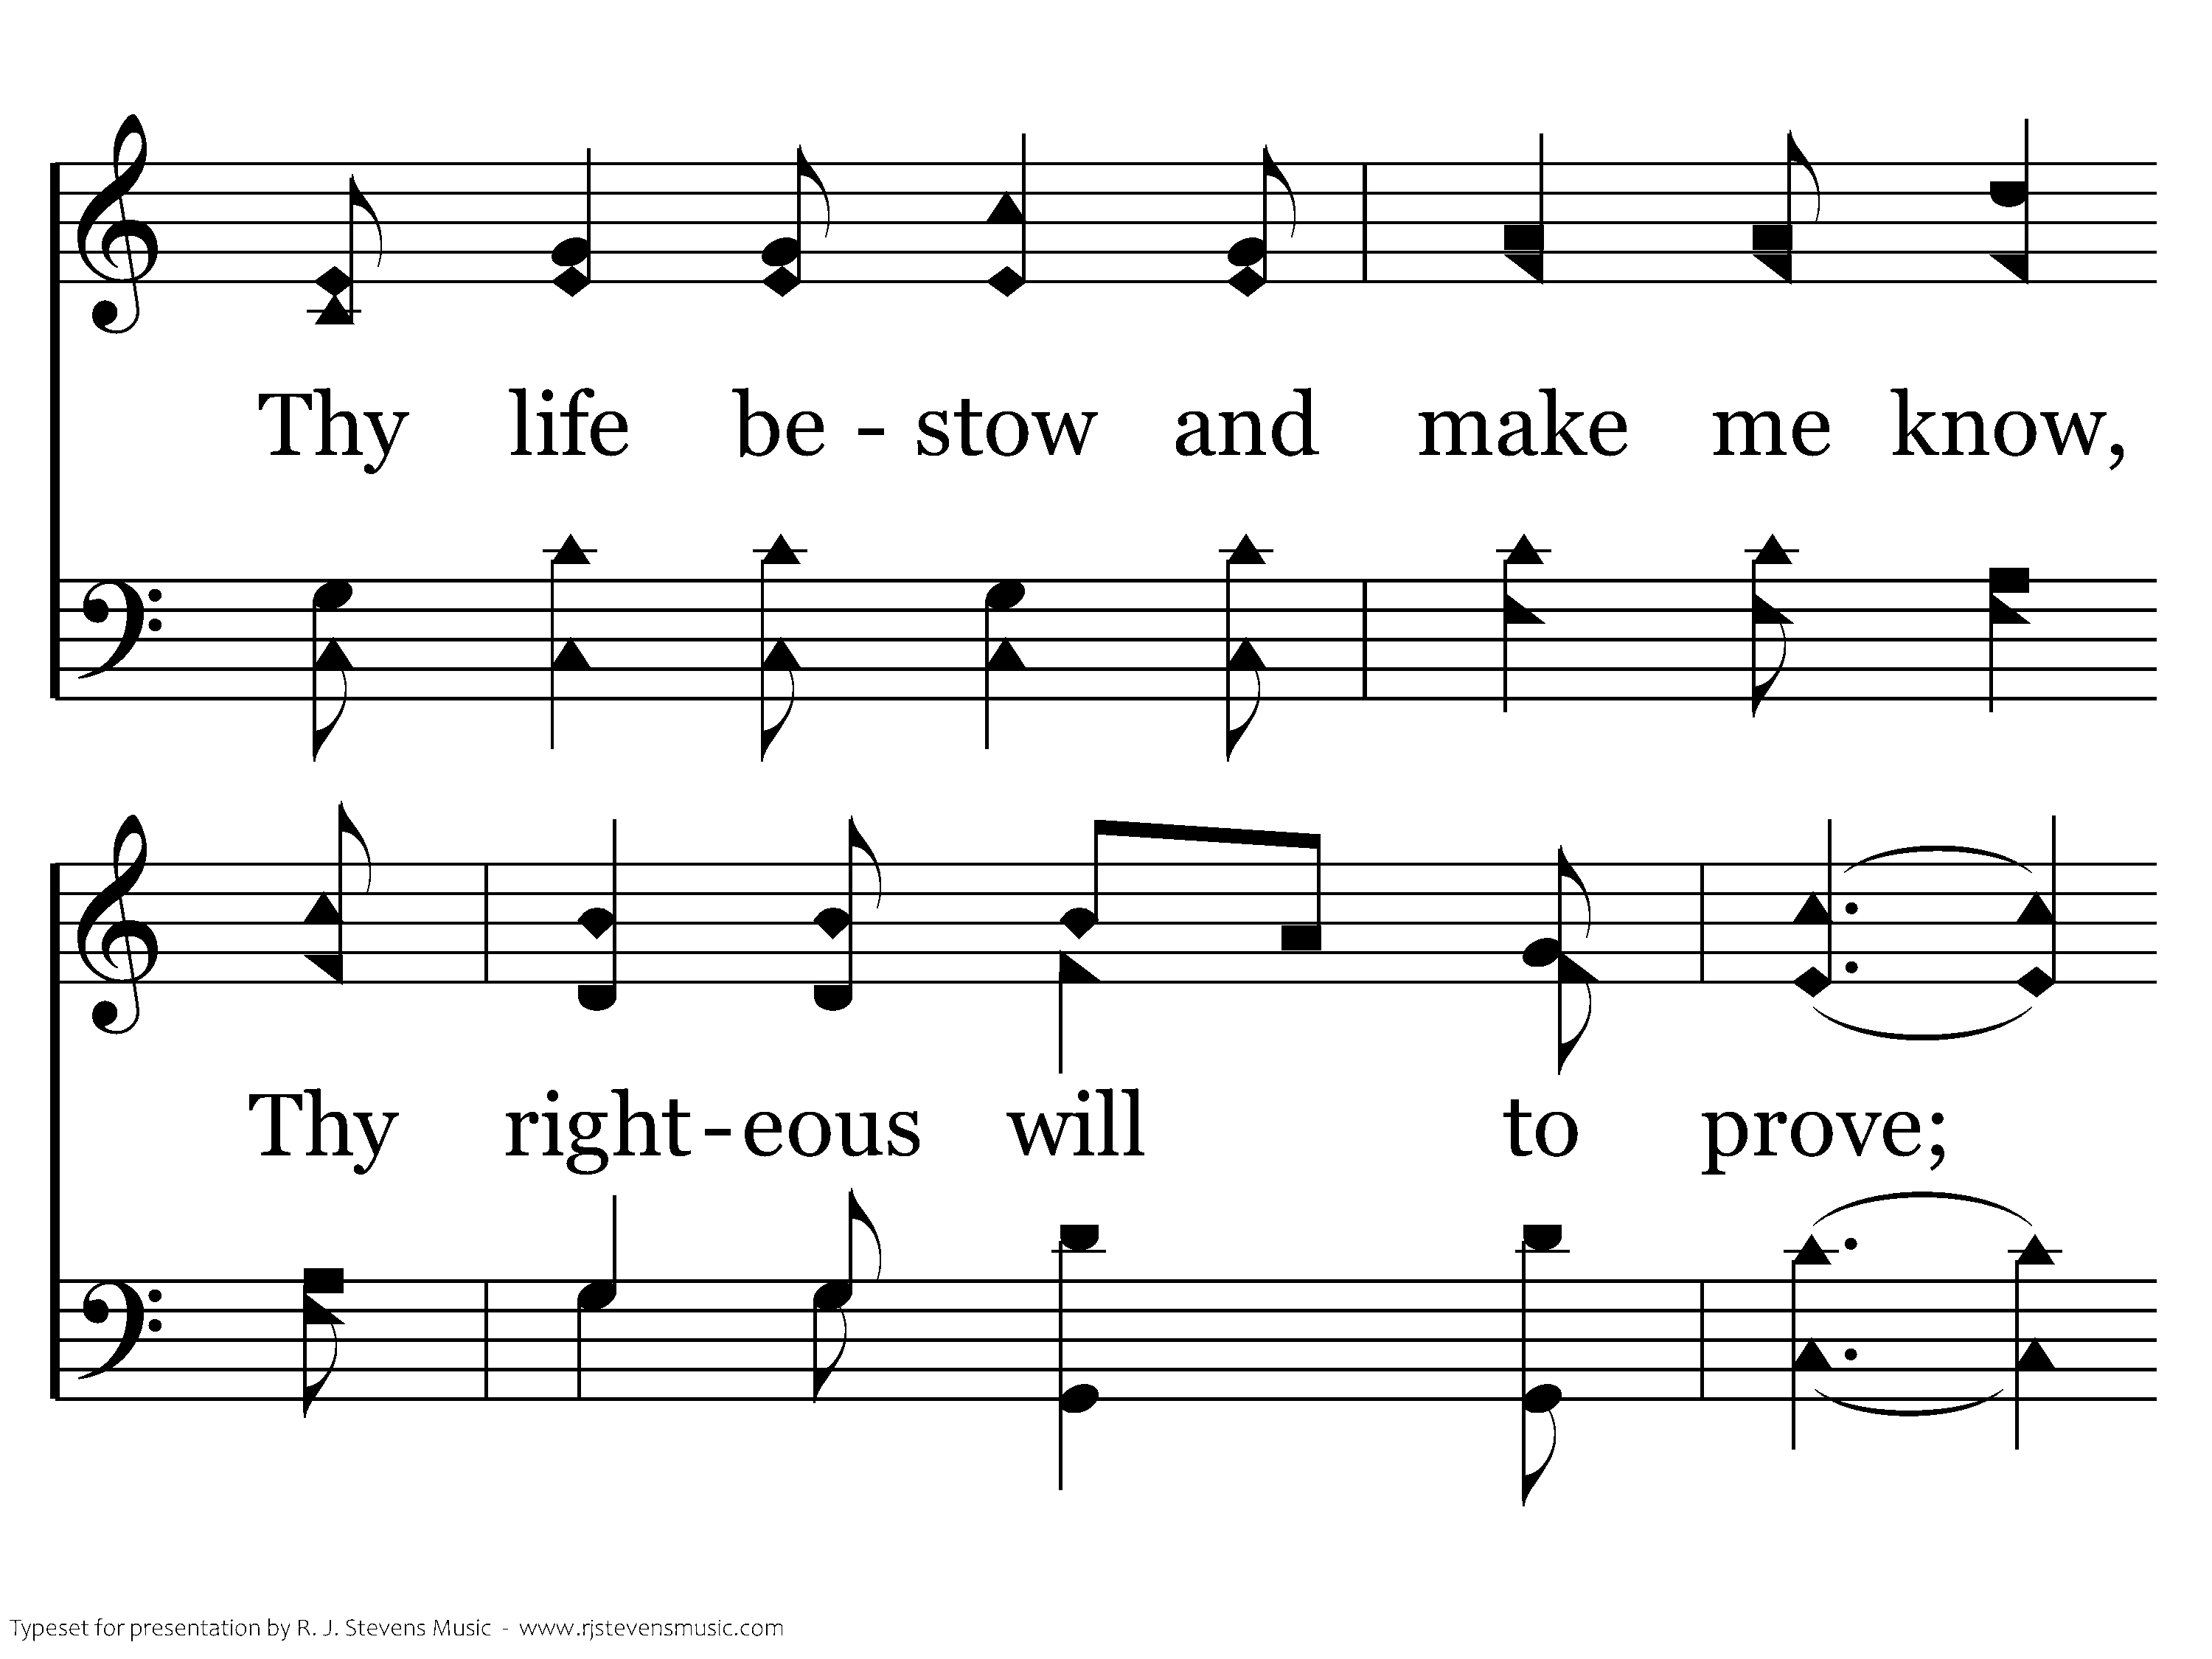 Thy life be - stow and make me know,
Thy right - eous will to prove;
Typeset for presentation by R. J. Stevens Music - www.rjstevensmusic.com